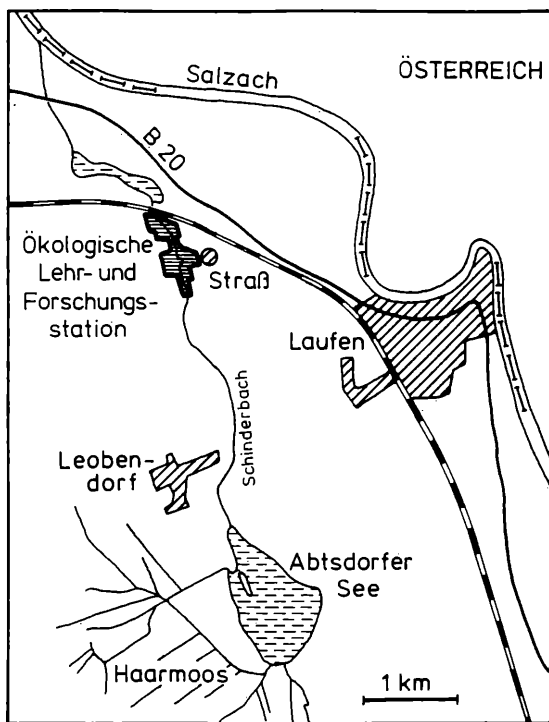 Salzach
ÖSTERREICH
B 20
Ökologische
Lehr- und
Forschungs-
station
Straß
Laufen
Schinderbach
Leoben-
dorf
Abtsdorfer
See
Haarmoos
1 km